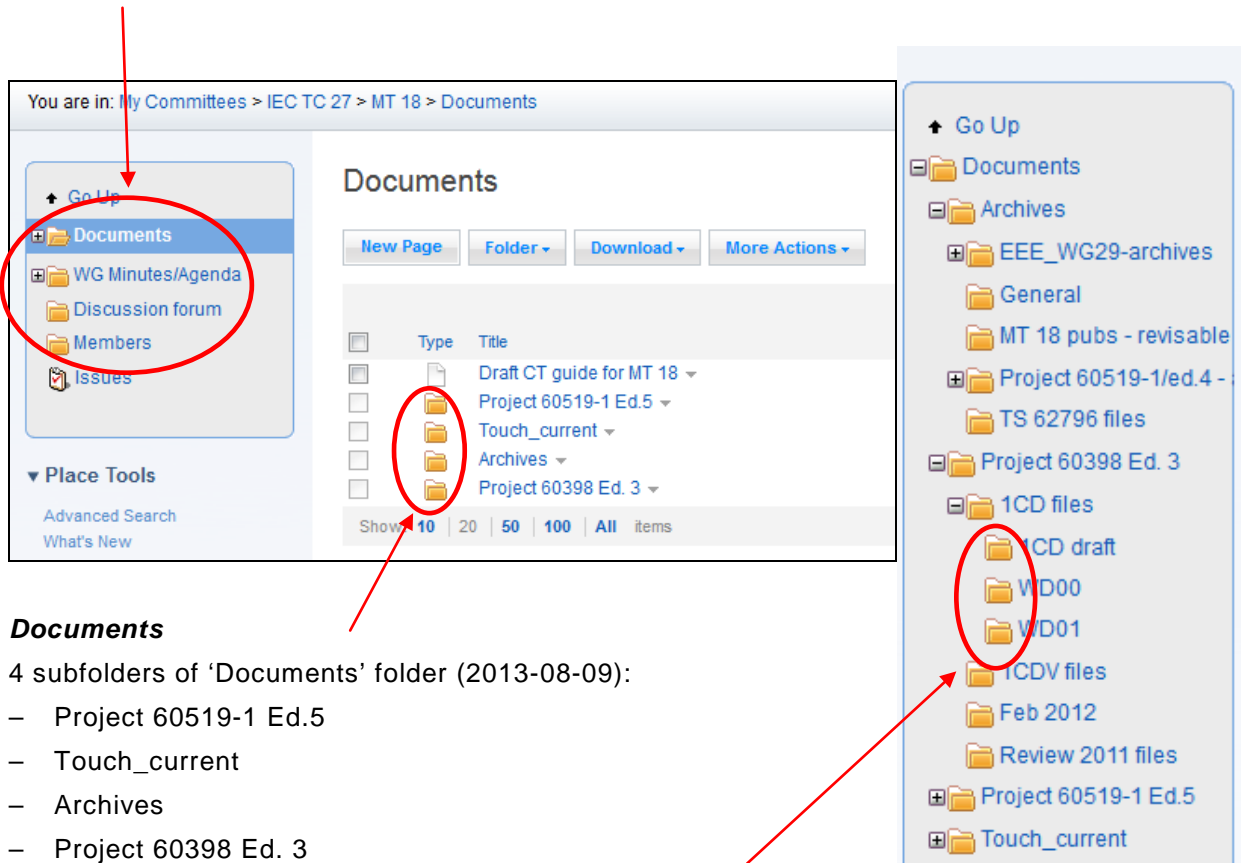 You are in: My Committees > IEC TC 27 > MT 18 > Documents
Go Up
Documents
WG Minutes/Agenda
Discussion forum
Members
Issues
Place Tools
Advanced Search
What's New
Documents
New Page Folder Download More Actions
Type Title
Draft CT guide for MT 18
Project 60519-1 Ed.5
Touch_current
Archives
Project 60398 Ed. 3
Show 10 | 20 | 50 | 100 | All items
Go Up
Documents
Archives
EEE_WG29-archives
General
MT 18 pubs - revisable
Project 60519-1/ed.4 -
TS 62796 files
Project 60398 Ed. 3
1CD files
1CD draft
WD00
WD01
1CDV files
Feb 2012
Review 2011 files
Project 60519-1 Ed.5
Touch_current
Documents
4 subfolders of ‘Documents’ folder (2013-08-09):
– Project 60519-1 Ed.5
– Touch_current
– Archives
– Project 60398 Ed. 3